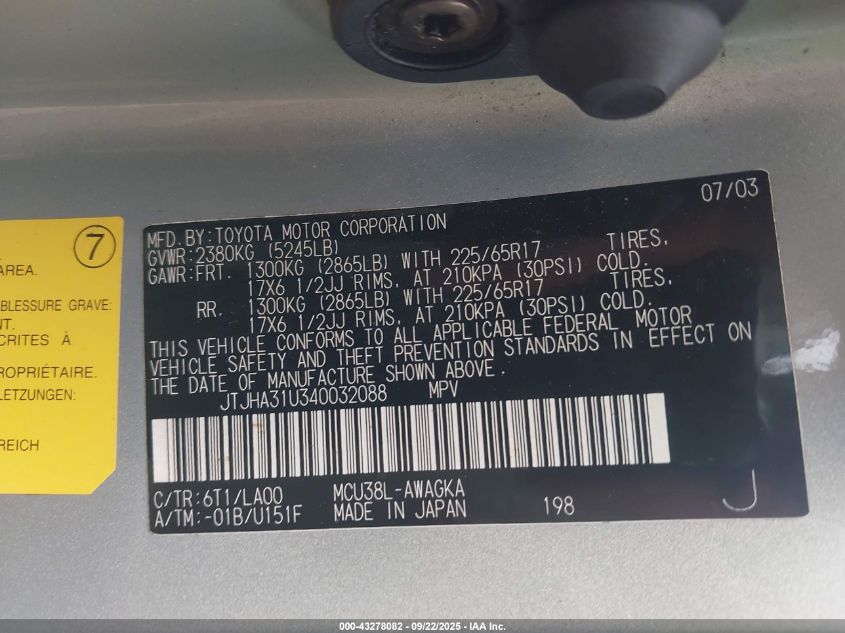 7
AREA.
BLESSURE GRAVE:
NT.
CRITES À
ROPRIÉTAIRE.
LETZUNGEN:
REICH
07/03
MFD.BY:TOYOTA MOTOR CORPORATION
GVWR:2380KG (5245LB)
GAWR:FRT. 1300KG (2865LB) WITH 225/65R17 TIRES,
17X6 1/2JJ RIMS, AT 210KPA (30PSI) COLD.
RR. 1300KG (2865LB) WITH 225/65R17 TIRES,
17X6 1/2JJ RIMS, AT 210KPA (30PSI) COLD.
THIS VEHICLE CONFORMS TO ALL APPLICABLE FEDERAL MOTOR
VEHICLE SAFETY AND THEFT PREVENTION STANDARDS IN EFFECT ON
THE DATE OF MANUFACTURE SHOWN ABOVE.
JTJHA31U340032088 MPV
C/TR:6T1/LA00 MCU38L-AWAGKA
A/TM:-01B/U151F MADE IN JAPAN 198 J
000-43278082 - 09/22/2025 - IAA Inc.